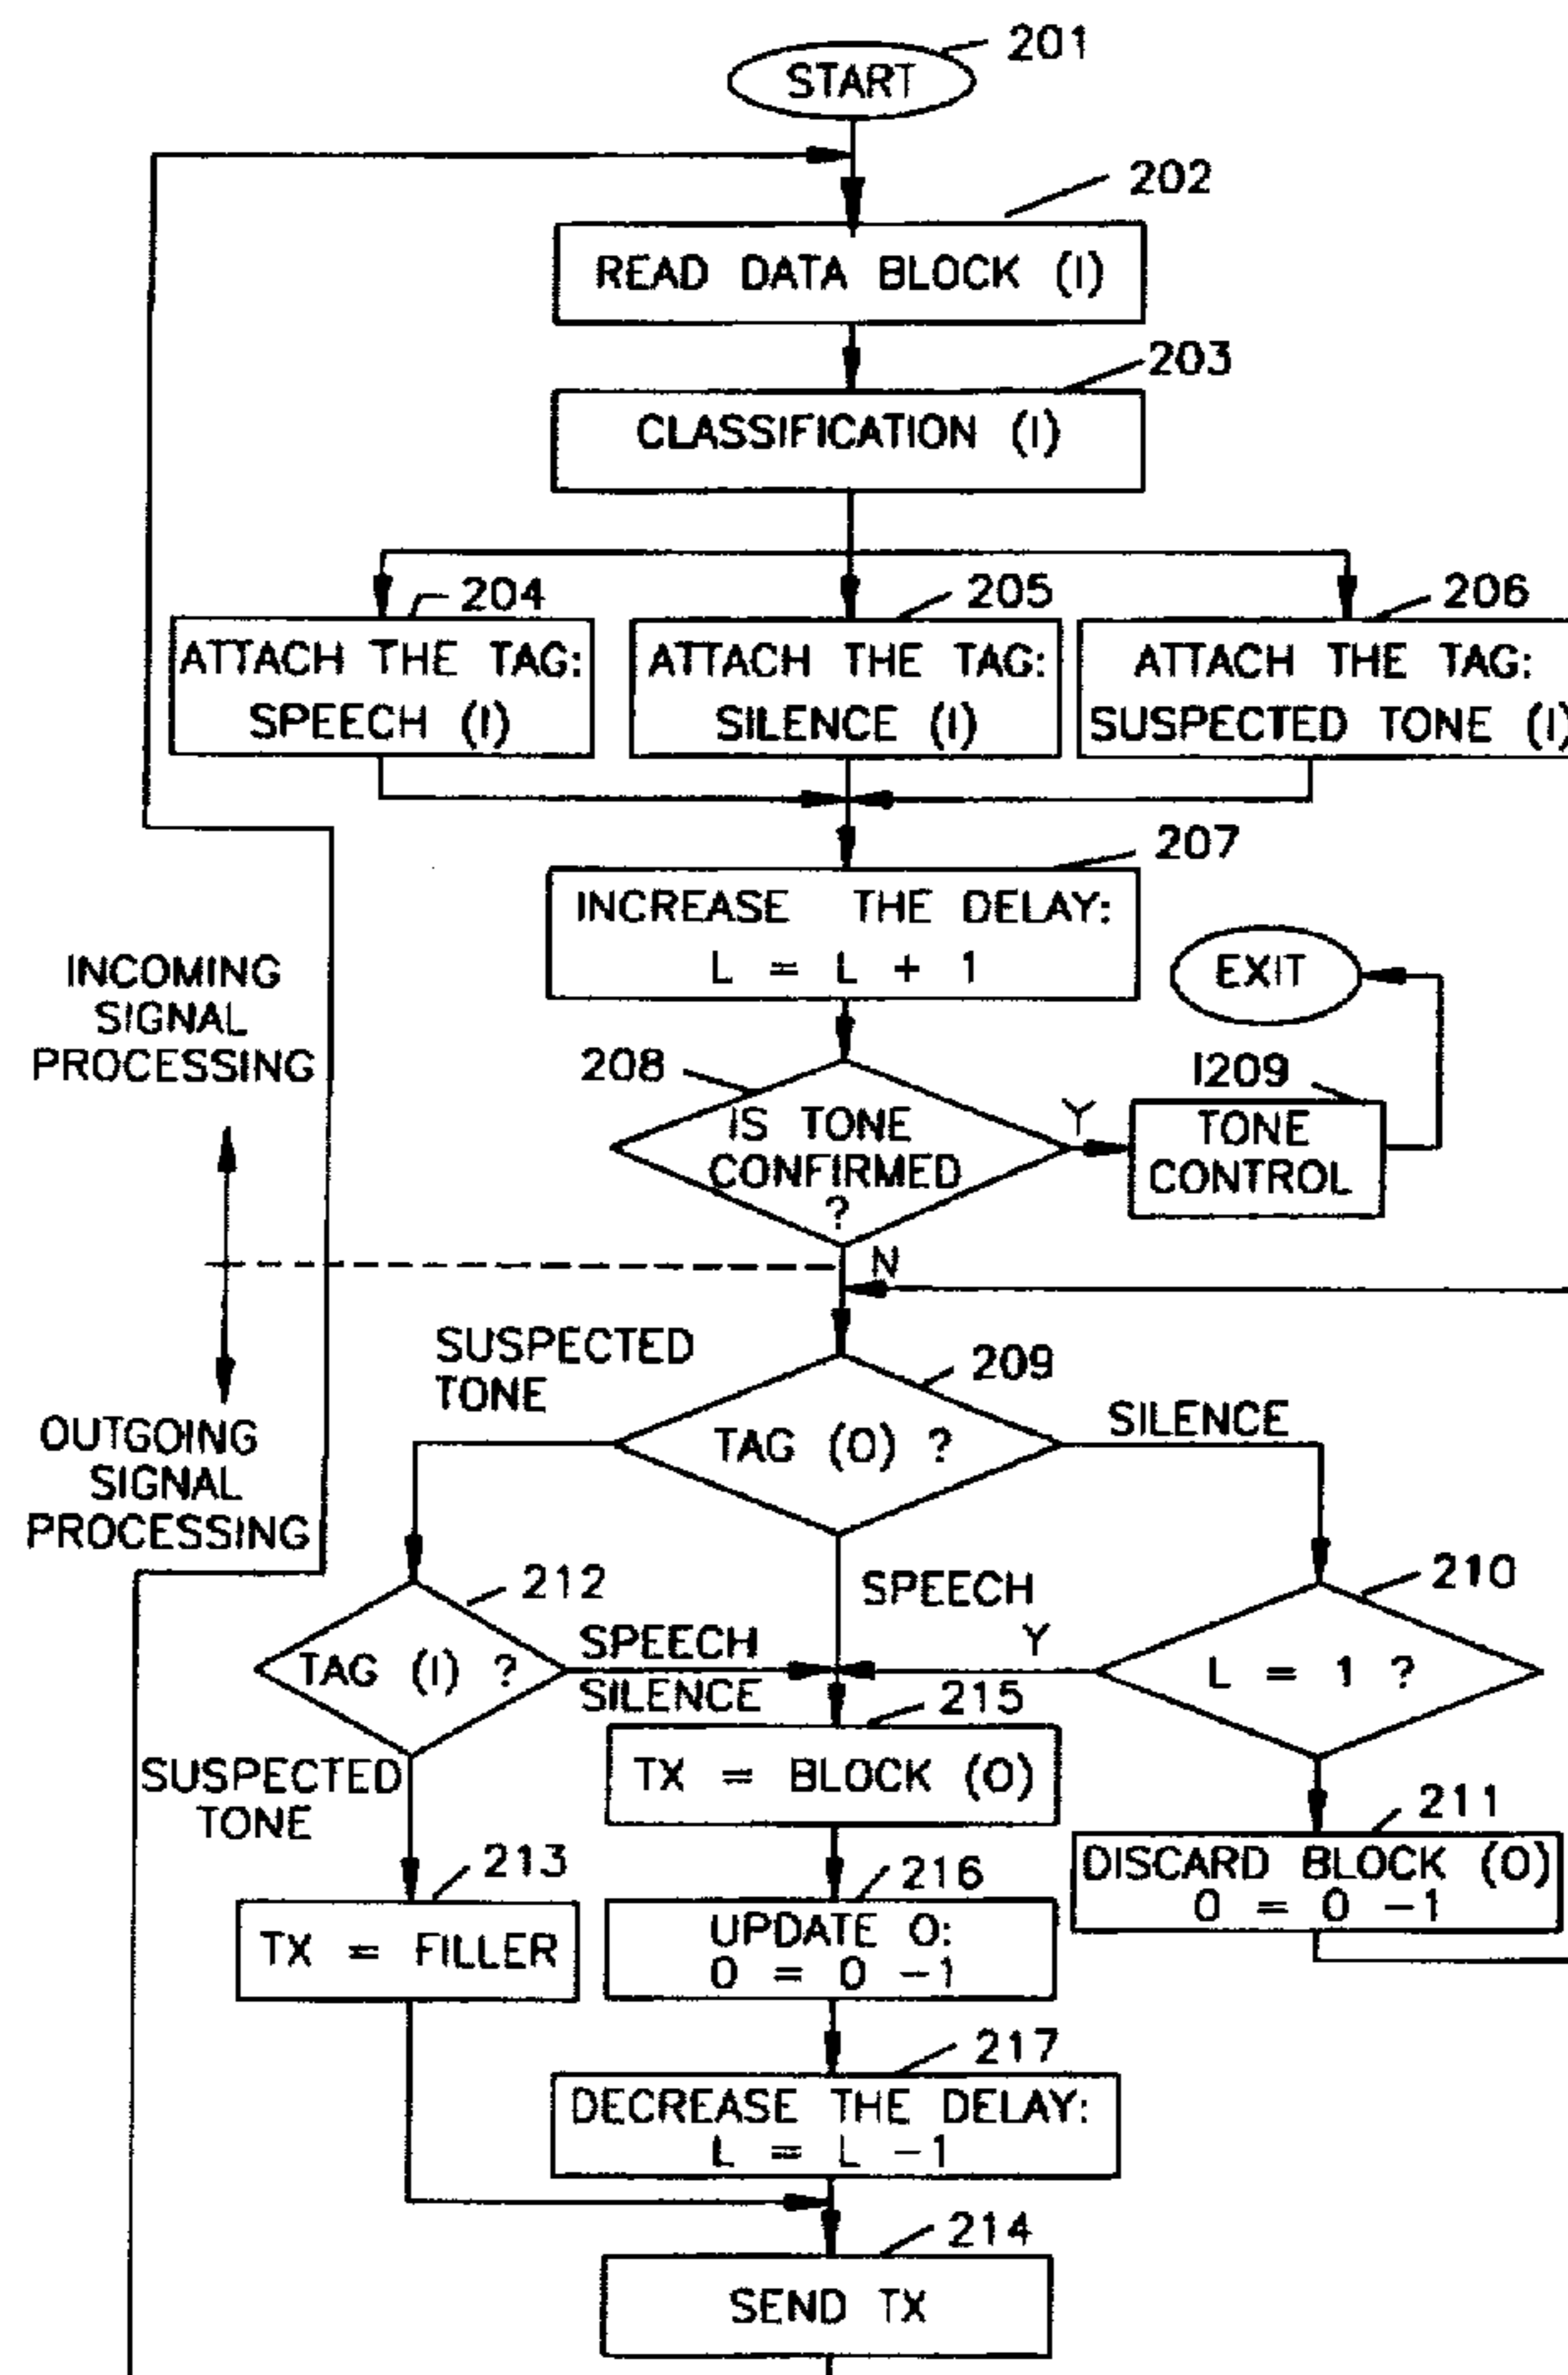 201
START
202
READ DATA BLOCK (I)
203
CLASSIFICATION (I)
204
ATTACH THE TAG:
SPEECH (I)
205
ATTACH THE TAG:
SILENCE (I)
206
ATTACH THE TAG:
SUSPECTED TONE (I)
207
INCREASE THE DELAY:
L = L + 1
EXIT
INCOMING
SIGNAL
PROCESSING
208
IS TONE
CONFIRMED
?
Y
1209
TONE
CONTROL
N
OUTGOING
SIGNAL
PROCESSING
SUSPECTED
TONE
209
TAG (O) ?
SILENCE
212
TAG (I) ?
SPEECH
SILENCE
SPEECH
Y
210
L = 1 ?
SUSPECTED
TONE
215
TX = BLOCK (O)
211
DISCARD BLOCK (O)
O = O -1
213
TX = FILLER
216
UPDATE O:
O = O -1
217
DECREASE THE DELAY:
L = L -1
214
SEND TX